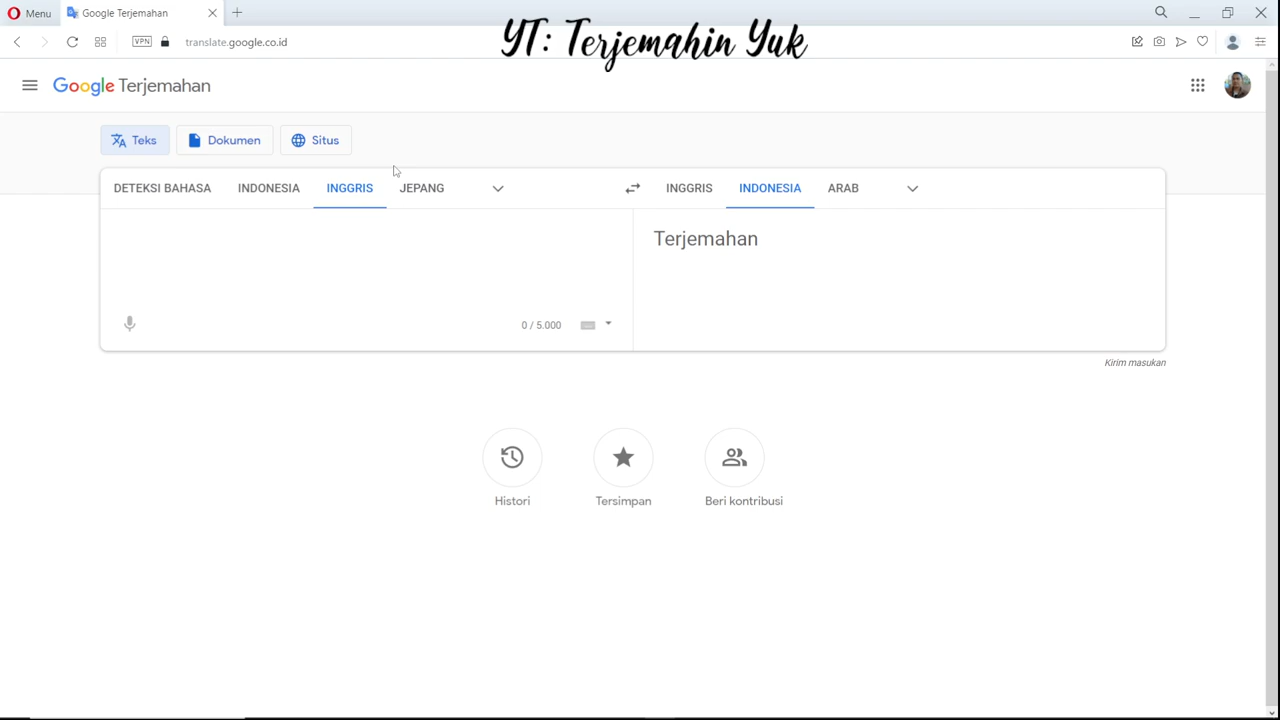 Menu
Google Terjemahan
VPN
translate.google.co.id
YT: Terjemahin Yuk
Google Terjemahan
Teks
Dokumen
Situs
DETEKSI BAHASA
INDONESIA
INGGRIS
JEPANG
INGGRIS
INDONESIA
ARAB
Terjemahan
0 / 5.000
Kirim masukan
Histori
Tersimpan
Beri kontribusi